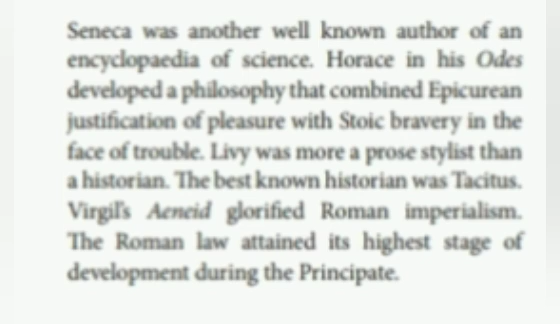 Seneca was another well known author of an
encyclopaedia of science. Horace in his Odes
developed a philosophy that combined Epicurean
justification of pleasure with Stoic bravery in the
face of trouble. Livy was more a prose stylist than
a historian. The best known historian was Tacitus.
Virgil's Aeneid glorified Roman imperialism.
The Roman law attained its highest stage of
development during the Principate.